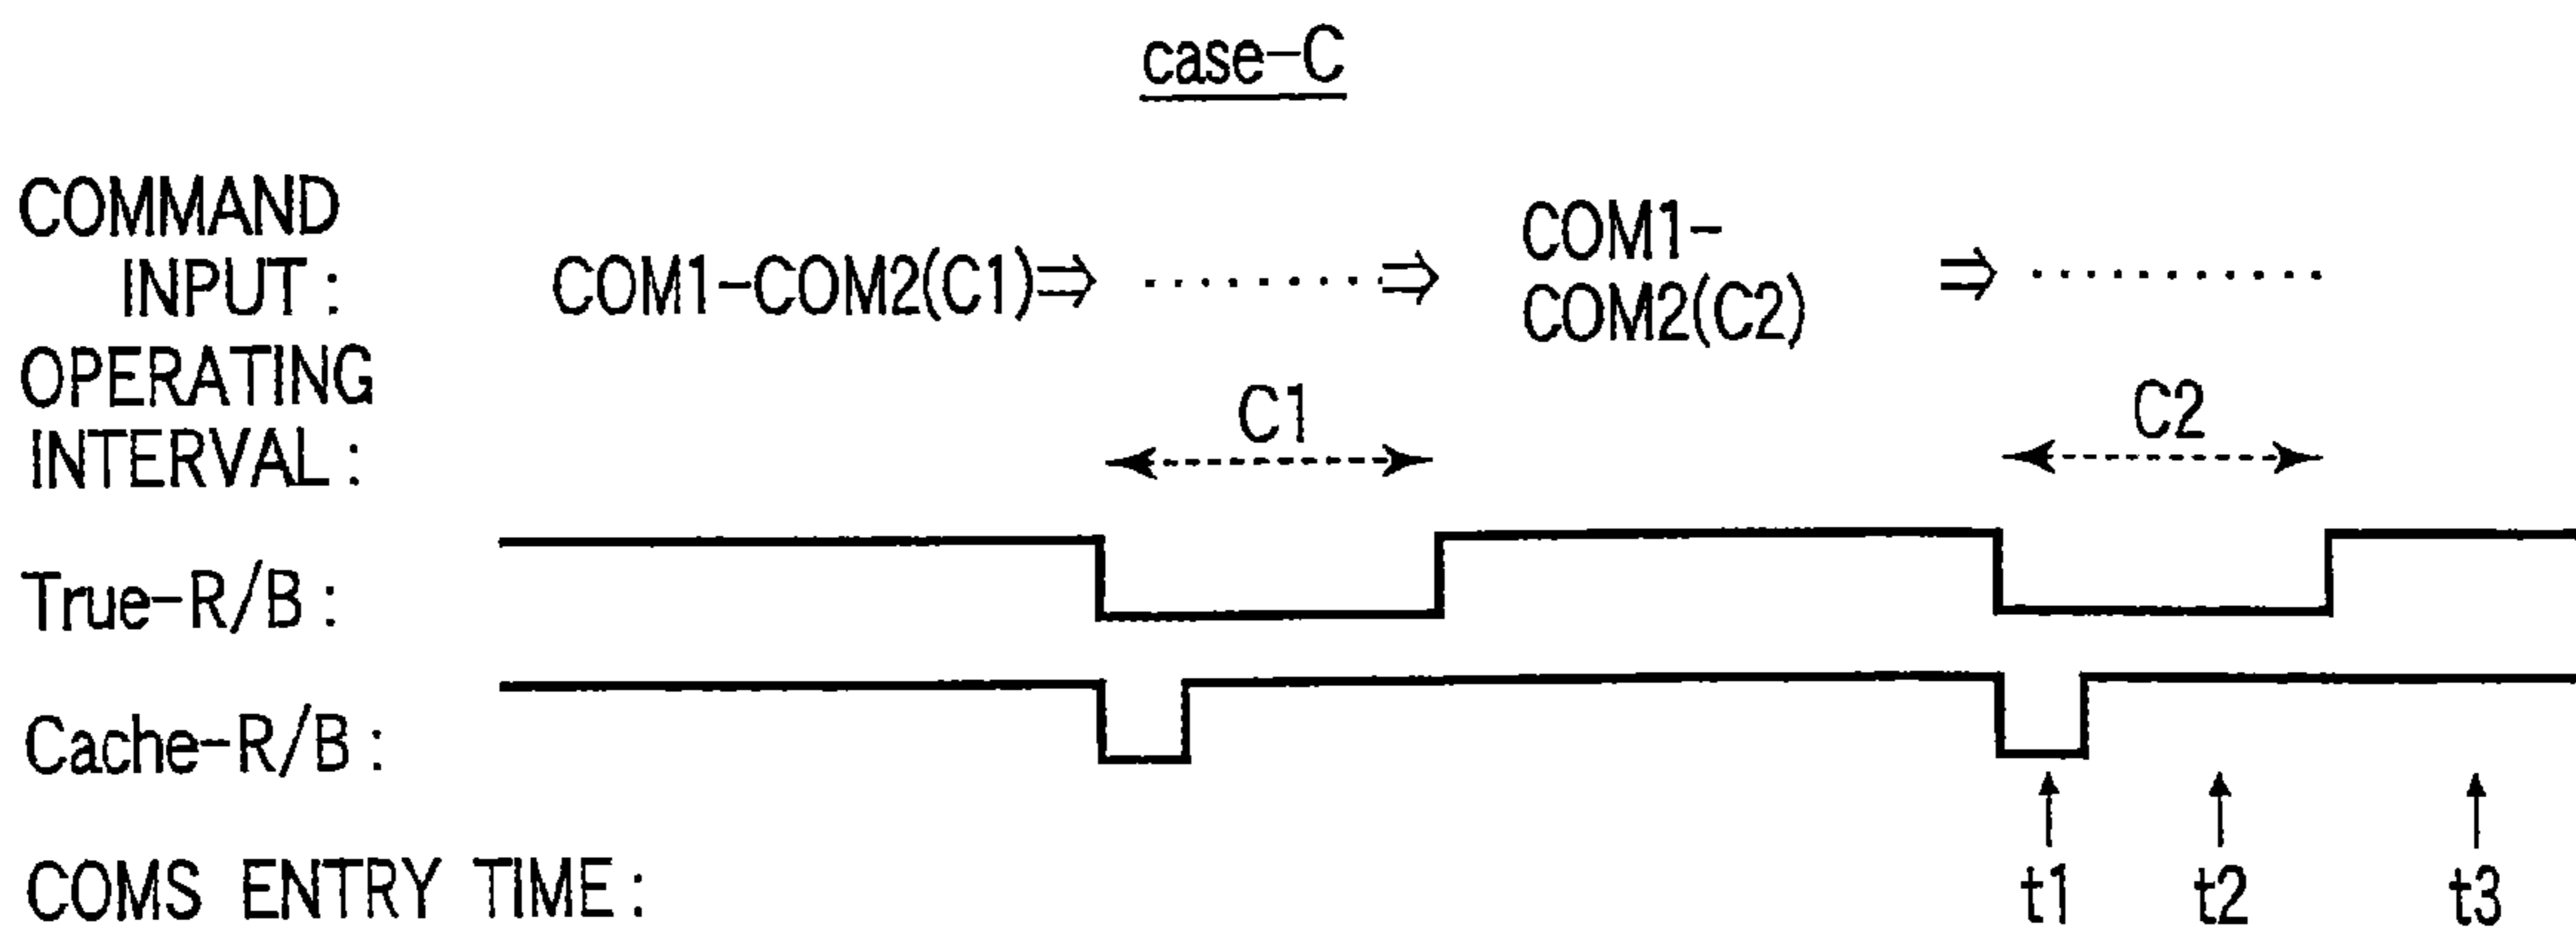 case-C
COMMAND
INPUT :
COM1-COM2(C1)⇒ ········⇒
COM1-
COM2(C2)
⇒ ··········
OPERATING
INTERVAL :
C1
C2
True-R/B :
Cache-R/B :
COMS ENTRY TIME :
t1
t2
t3